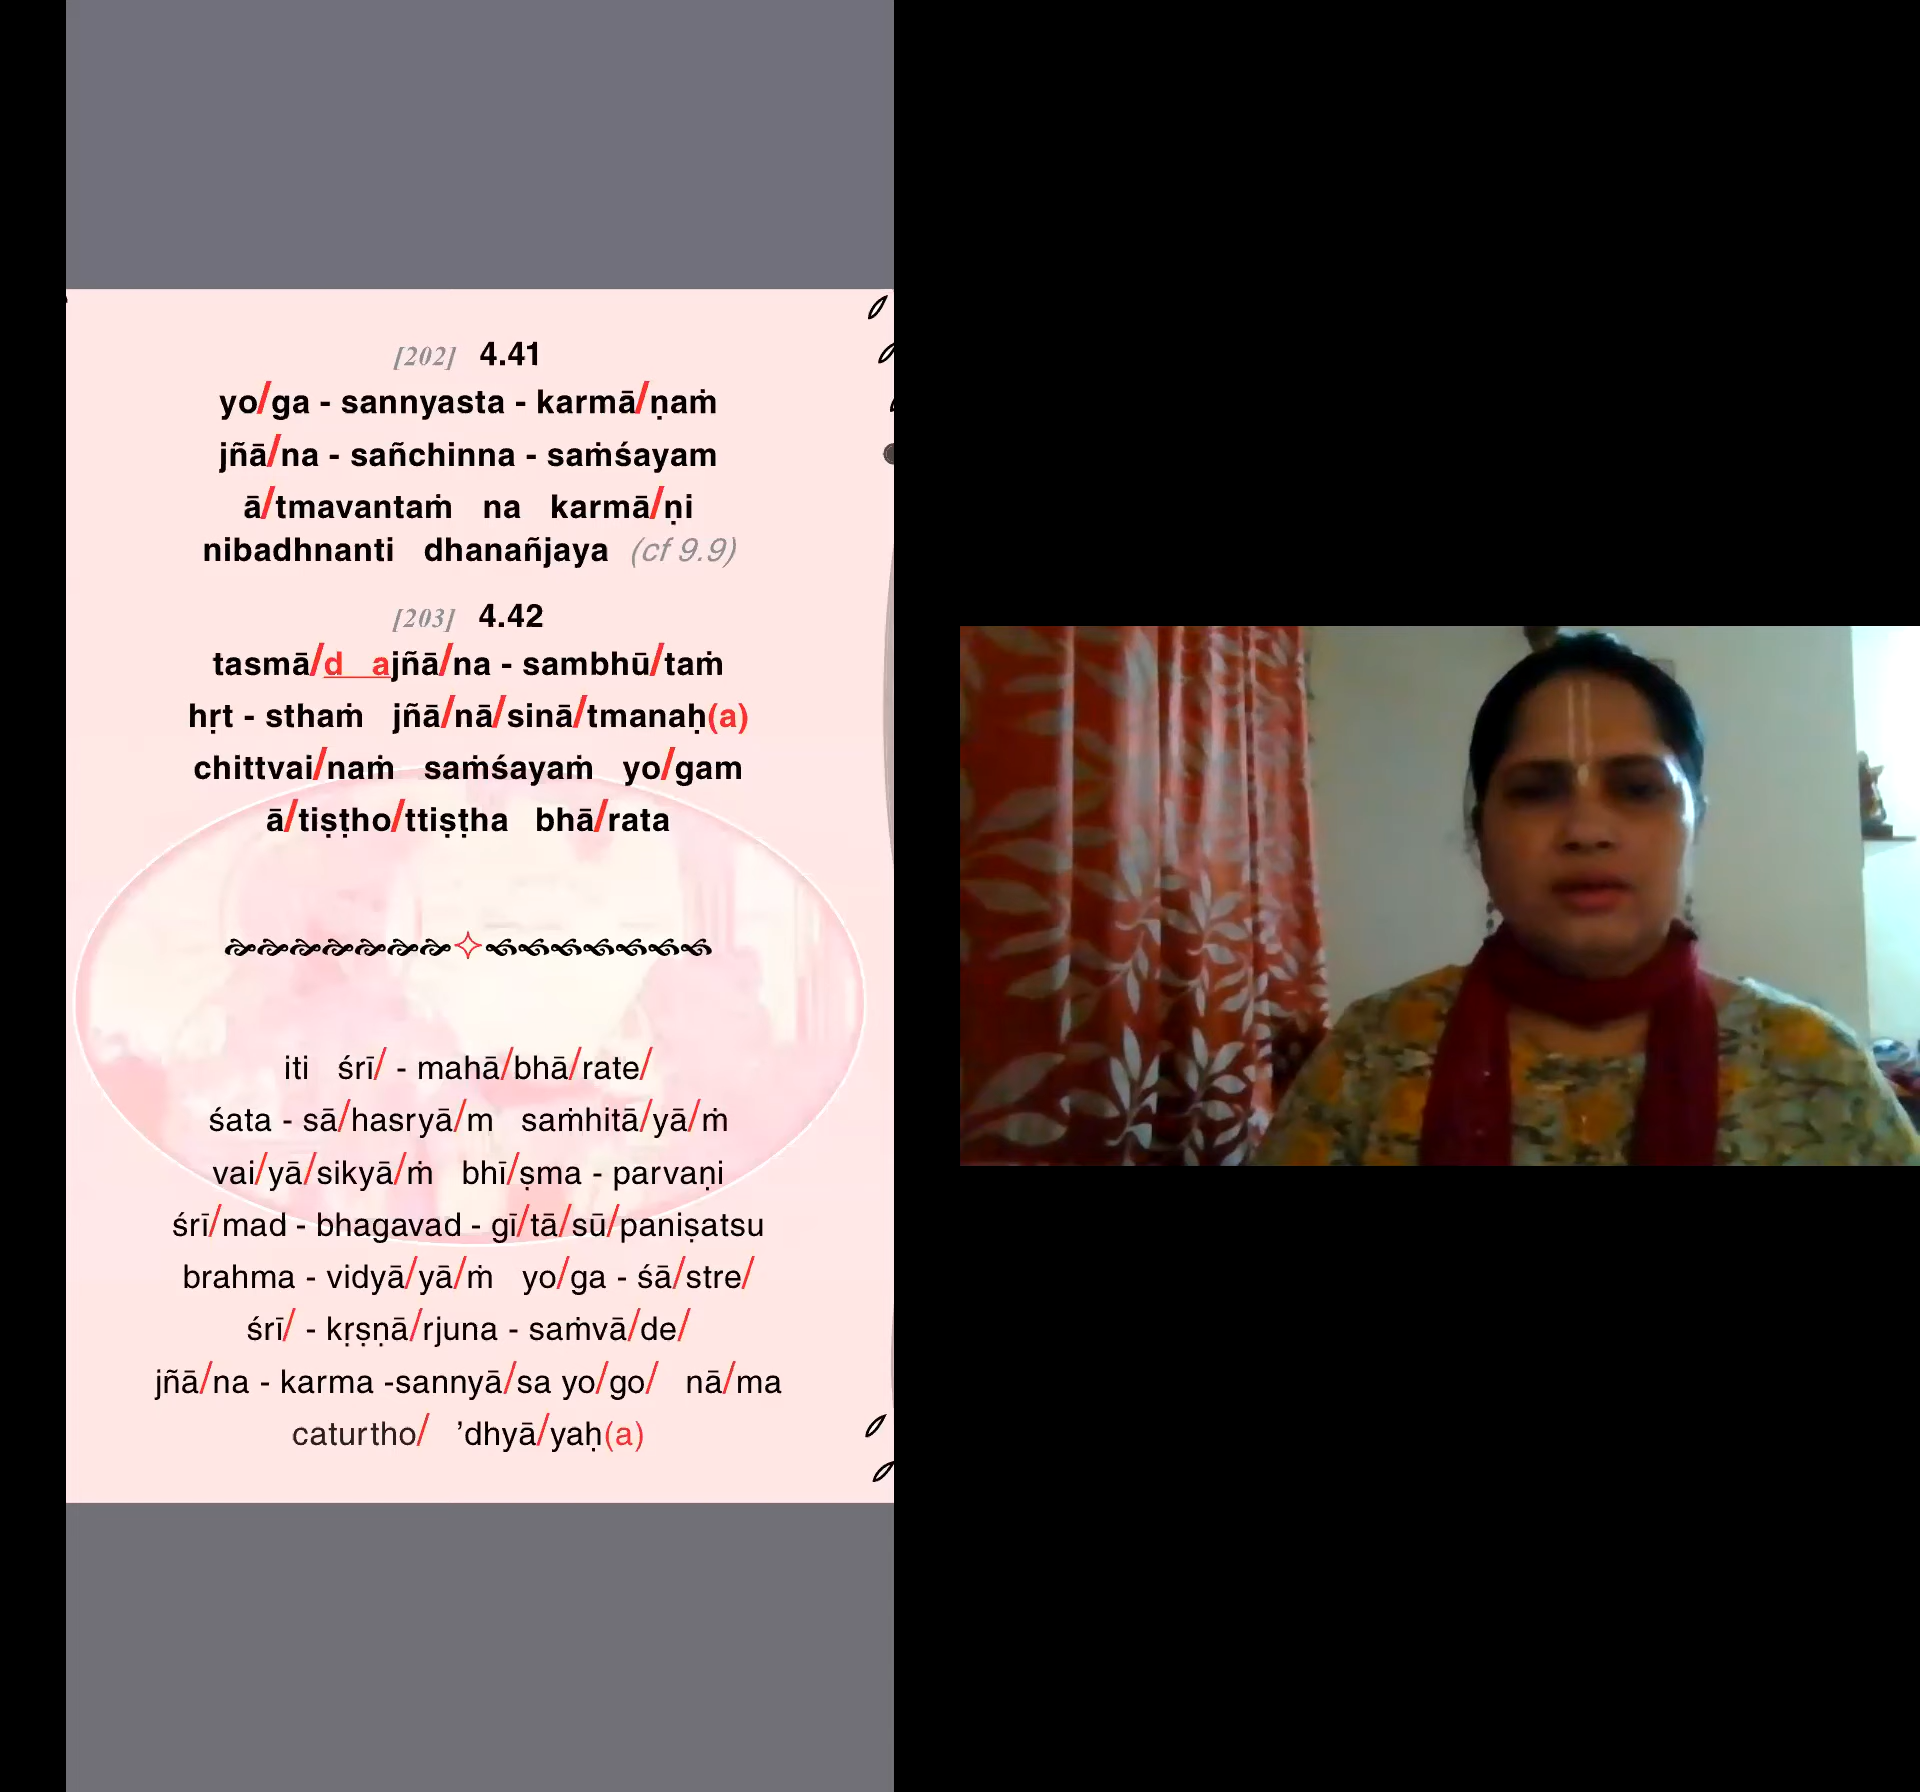 [202] 4.41
yo/ga - sannyasta - karmā/ṇaṁ
jñā/na - sañchinna - saṁśayam
ā/tmavantaṁ na karmā/ṇi
nibadhnanti dhanañjaya (cf 9.9)
[203] 4.42
tasmā/d ajñā/na - sambhū/taṁ
hṛt - sthaṁ jñā/nā/sinā/tmanaḥ(a)
chittvai/naṁ saṁśayaṁ yo/gam
ā/tiṣṭho/ttiṣṭha bhā/rata
iti śrī/ - mahā/bhā/rate/
śata - sā/hasryā/m saṁhitā/yā/ṁ
vai/yā/sikyā/ṁ bhī/ṣma - parvaṇi
śrī/mad - bhagavad - gī/tā/sū/paniṣatsu
brahma - vidyā/yā/ṁ yo/ga - śā/stre/
śrī/ - kṛṣṇā/rjuna - saṁvā/de/
jñā/na - karma -sannyā/sa yo/go/ nā/ma
caturtho/ ’dhyā/yaḥ(a)